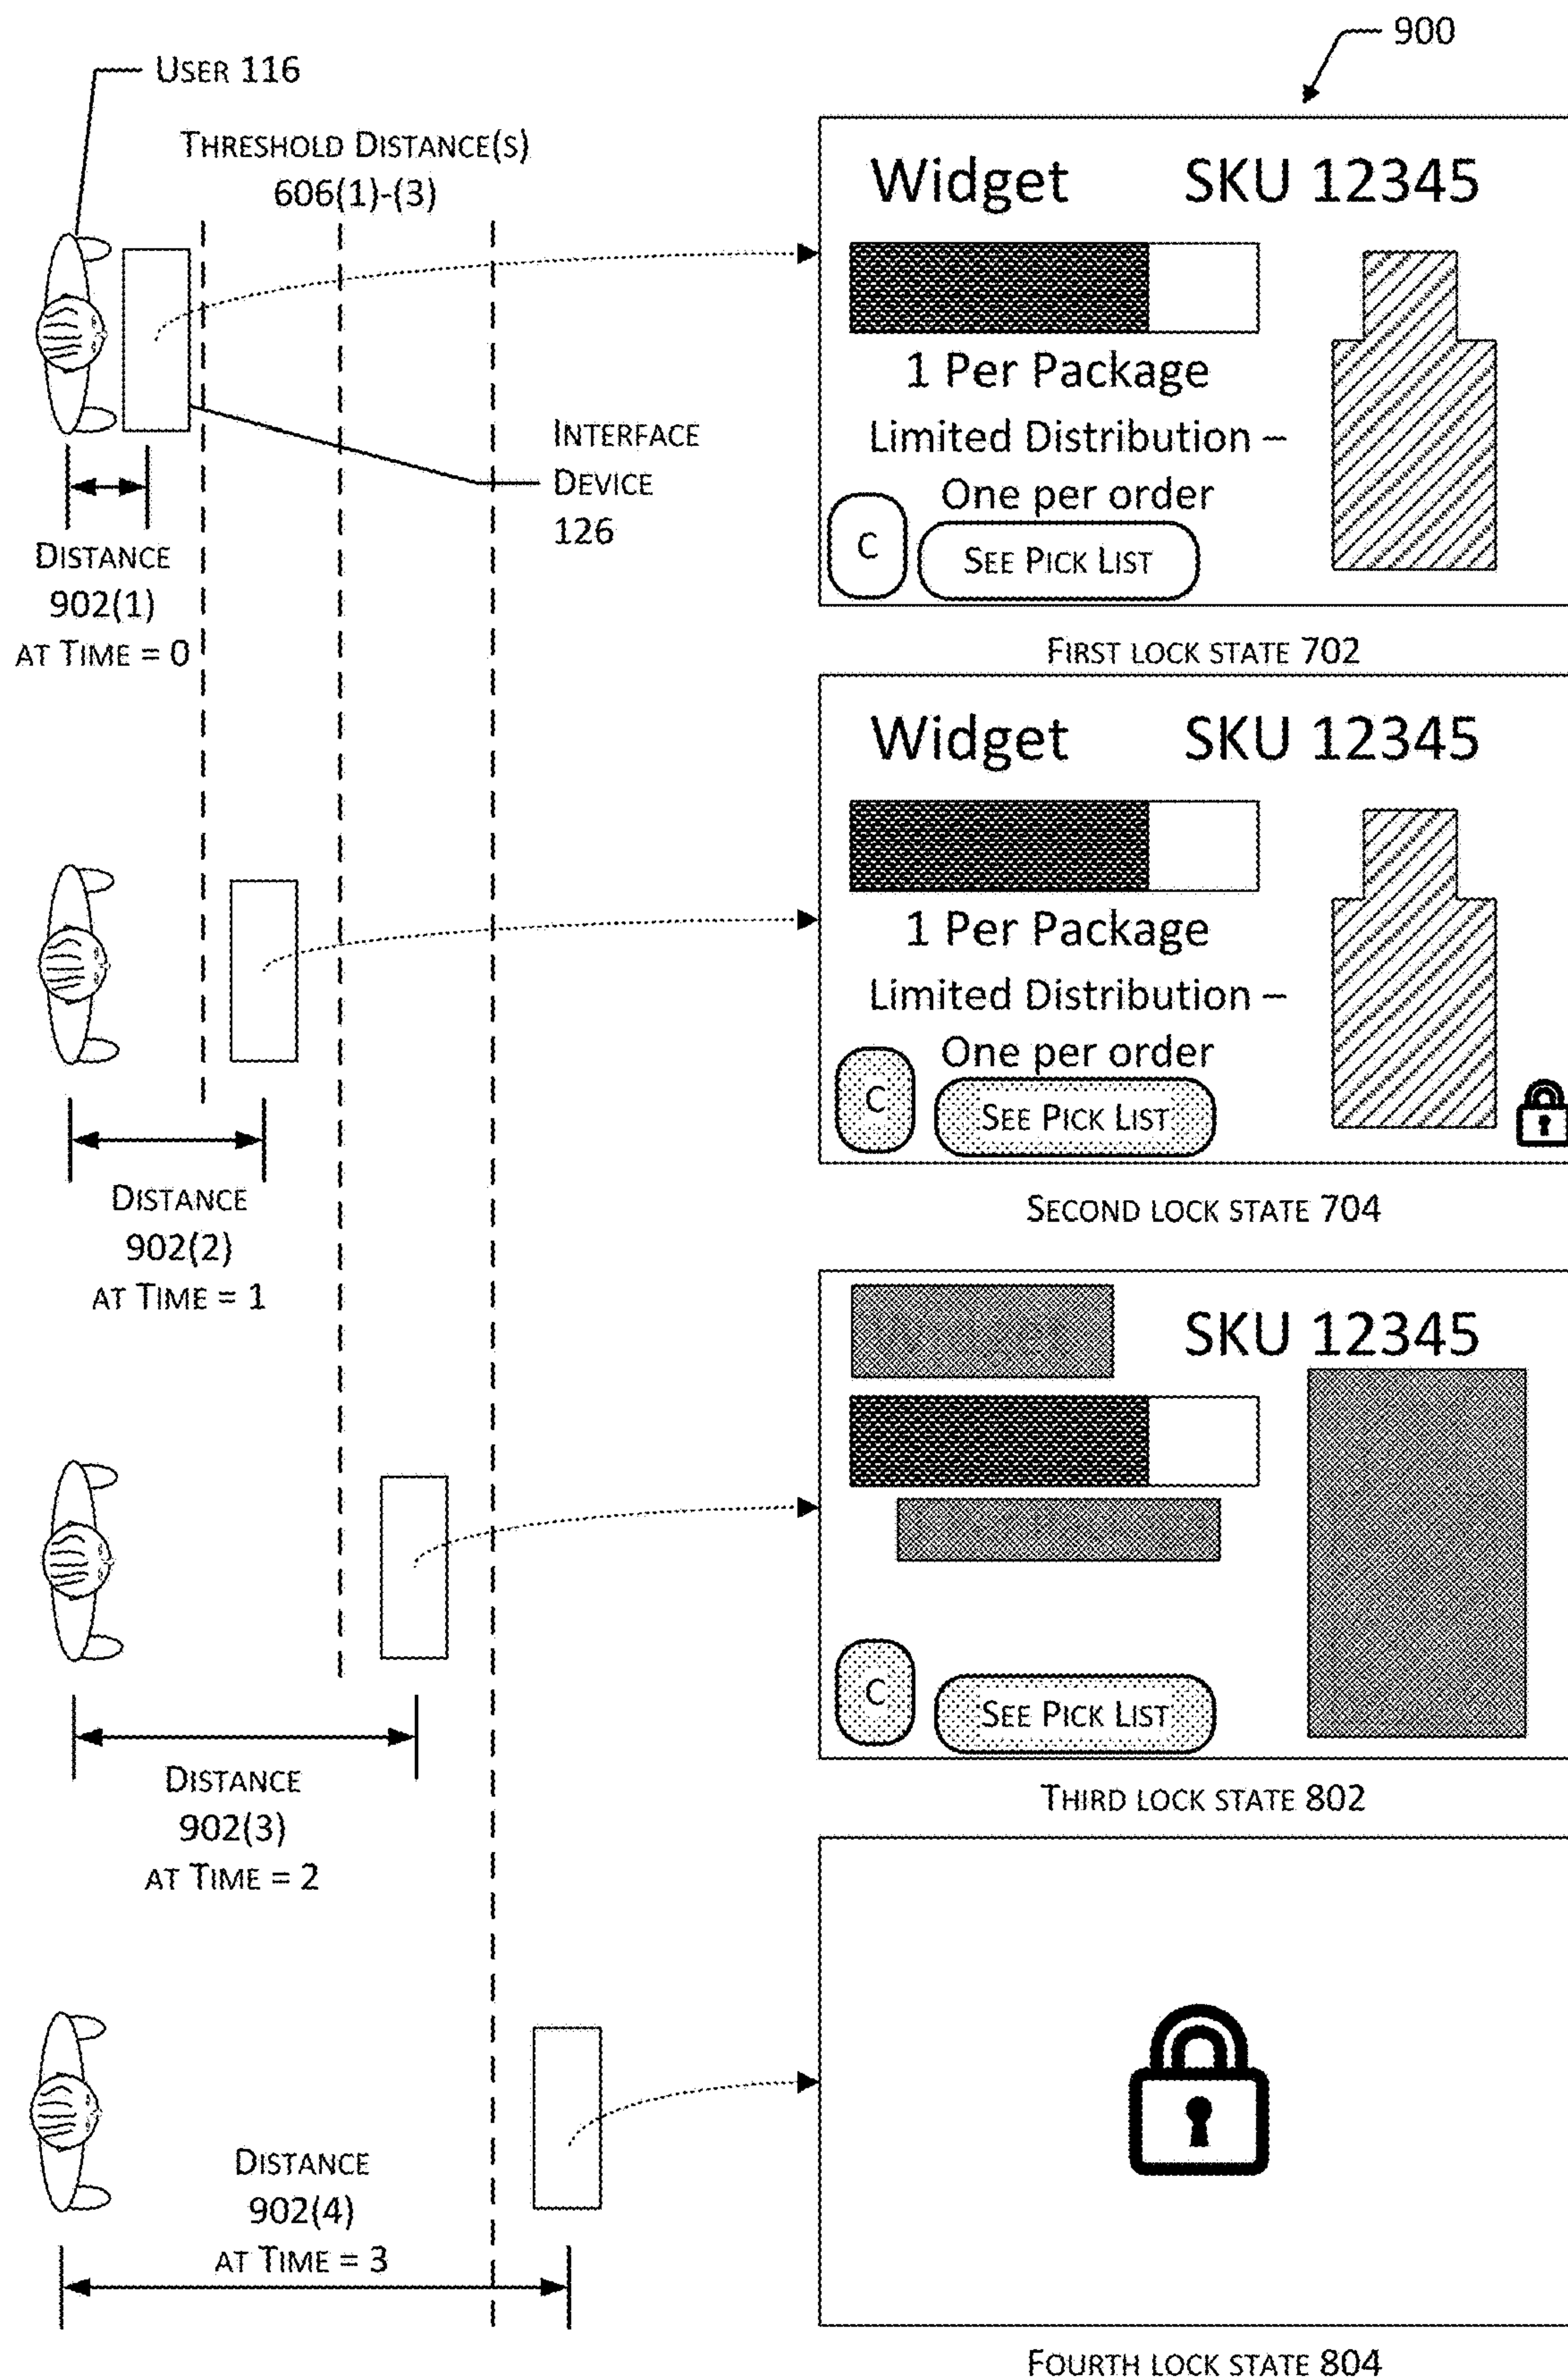 900
USER 116
THRESHOLD DISTANCE(S)
606(1)-(3)
Widget SKU 12345
1 Per Package
Limited Distribution –
One per order
C SEE PICK LIST
INTERFACE
DEVICE
126
DISTANCE
902(1)
AT TIME = 0
FIRST LOCK STATE 702
Widget SKU 12345
1 Per Package
Limited Distribution –
One per order
C SEE PICK LIST
SECOND LOCK STATE 704
DISTANCE
902(2)
AT TIME = 1
SKU 12345
C SEE PICK LIST
THIRD LOCK STATE 802
DISTANCE
902(3)
AT TIME = 2
DISTANCE
902(4)
AT TIME = 3
FOURTH LOCK STATE 804